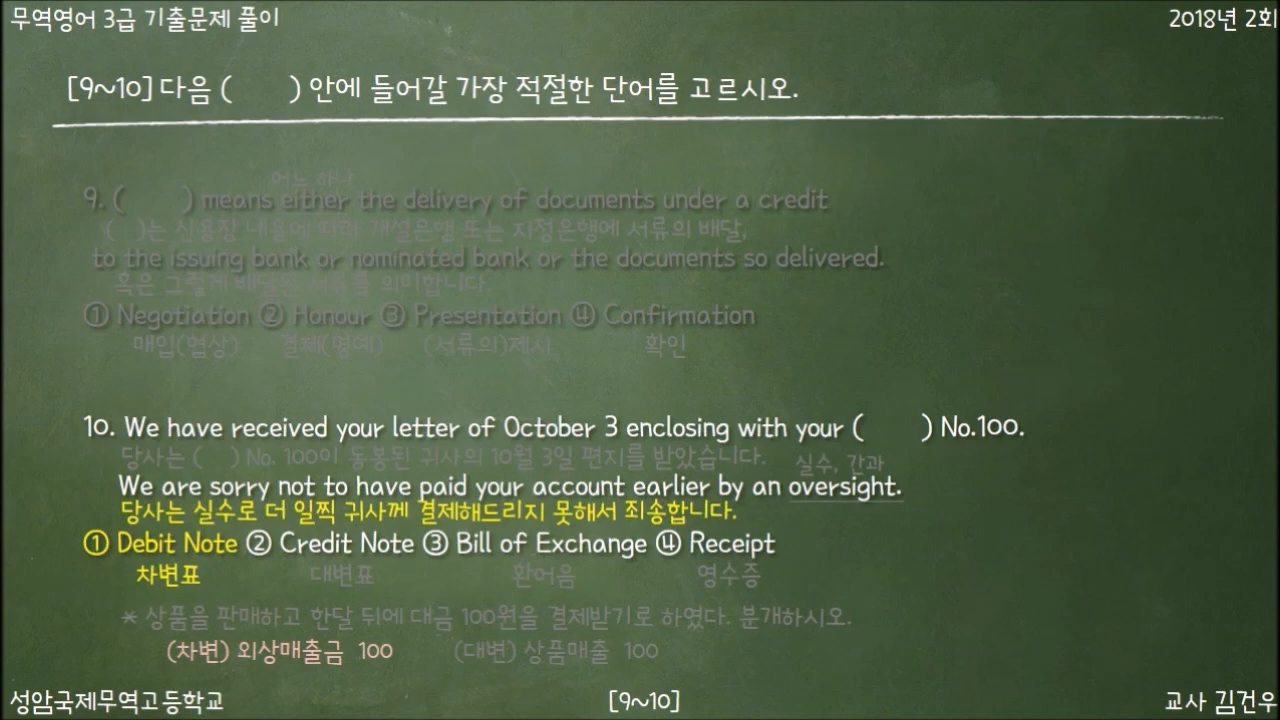 무역영어 3급 기출문제 풀이
2018년 2회
[9~10] 다음 (      ) 안에 들어갈 가장 적절한 단어를 고르시오.
어느 하나
9. (      ) means either the delivery of documents under a credit
(    )는 신용장 내용에 따라 개설은행 또는 지정은행에 서류의 배달,
to the issuing bank or nominated bank or the documents so delivered.
혹은 그렇게 배달된 서류를 의미합니다.
① Negotiation ② Honour ③ Presentation ④ Confirmation
매입(협상) 결제(명예) (서류의)제시 확인
10. We have received your letter of October 3 enclosing with your (      ) No.100.
당사는 (    ) No. 100이 동봉된 귀사의 10월 3일 편지를 받았습니다.
실수, 간과
We are sorry not to have paid your account earlier by an oversight.
당사는 실수로 더 일찍 귀사께 결제해드리지 못해서 죄송합니다.
① Debit Note ② Credit Note ③ Bill of Exchange ④ Receipt
차변표 대변표 환어음 영수증
* 상품을 판매하고 한달 뒤에 대금 100원을 결제받기로 하였다. 분개하시오.
(차변) 외상매출금 100 (대변) 상품매출 100
성암국제무역고등학교
[9~10]
교사 김건우